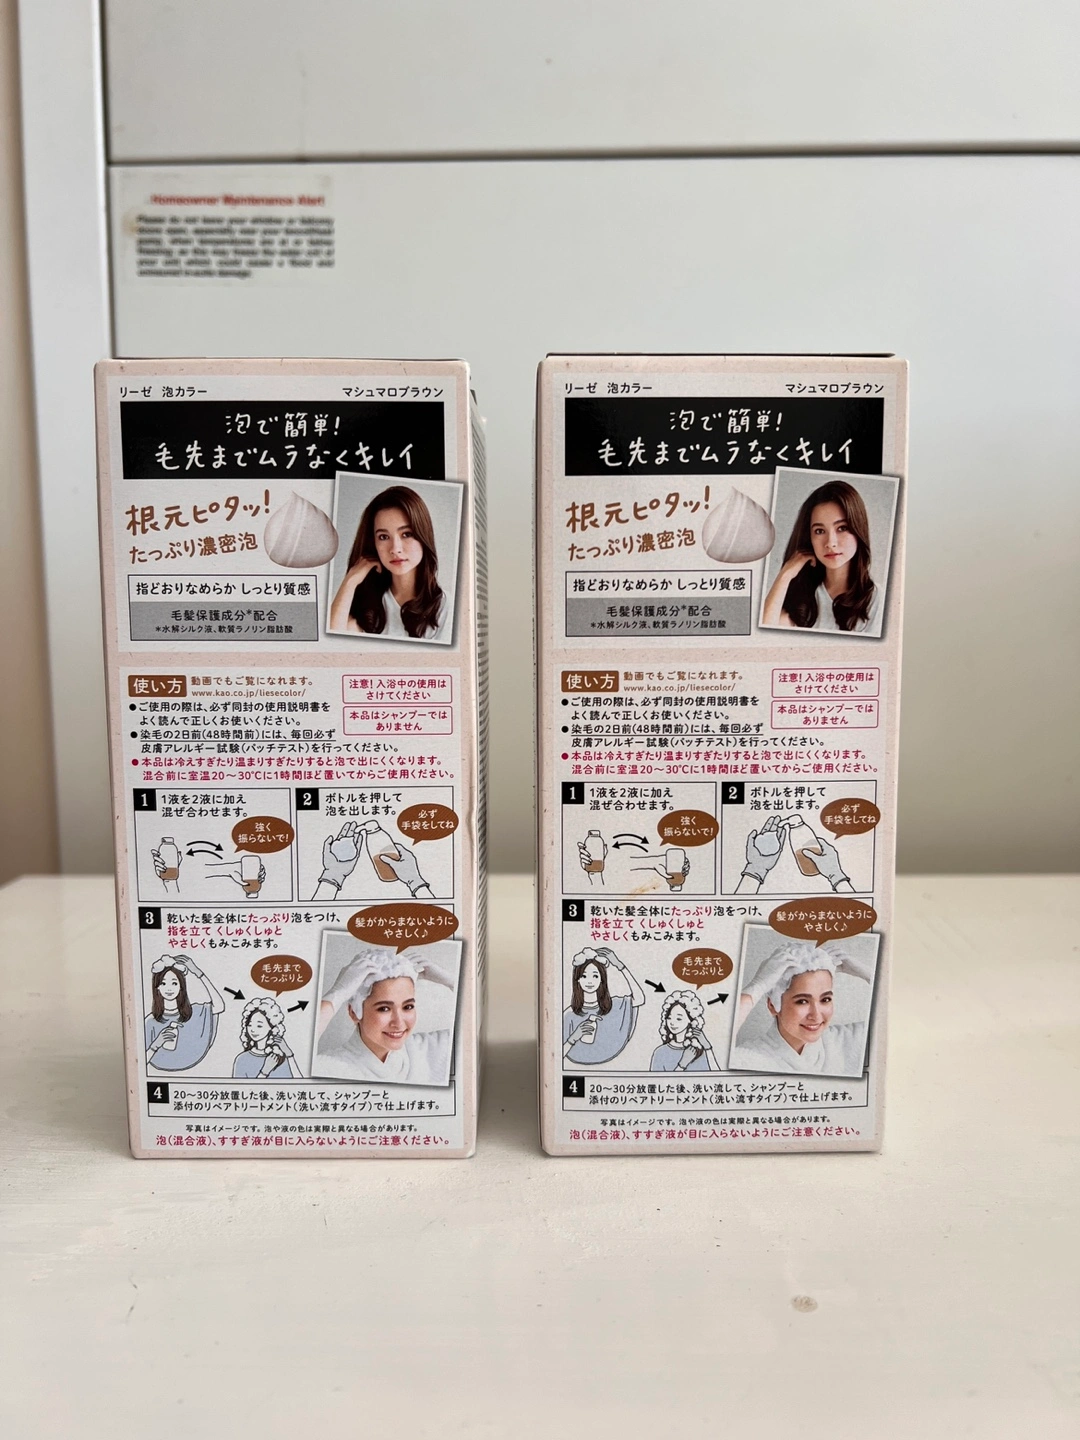 Homeowner Maintenance Alert
Please do not leave your window or balcony
doors open, especially near your
when temperatures are at or below
freezing, as this may freeze the water coil of
your unit which could cause a flood and
damage.
リーゼ 泡カラー
マシュマロブラウン
泡で簡単!
毛先までムラなくキレイ
根元ピタッ!
たっぷり濃密泡
指どおりなめらか しっとり質感
毛髪保護成分*配合
*水解シルク液、軟質ラノリン脂肪酸
使い方
動画でもご覧になれます。
www.kao.co.jp/liesecolor/
注意!入浴中の使用は
さけてください
本品はシャンプーでは
ありません
●ご使用の際は、必ず同封の使用説明書を
よく読んで正しくお使いください。
●染毛の2日前(48時間前)には、毎回必ず
皮膚アレルギー試験(パッチテスト)を行ってください。
●本品は冷えすぎたり温まりすぎたりすると泡で出にくくなります。
混合前に室温20〜30℃に1時間ほど置いてからご使用ください。
1
1液を2液に加え
混ぜ合わせます。
強く
振らないで!
2
ボトルを押して
泡を出します。
必ず
手袋をしてね
3
乾いた髪全体にたっぷり泡をつけ、
指を立て くしゅくしゅと
やさしくもみこみます。
髪がからまないように
やさしく♪
毛先まで
たっぷりと
4
20〜30分放置した後、洗い流して、シャンプーと
添付のリペアトリートメント(洗い流すタイプ)で仕上げます。
写真はイメージです。泡や液の色は実際と異なる場合があります。
泡(混合液)、すすぎ液が目に入らないようにご注意ください。
リーゼ 泡カラー
マシュマロブラウン
泡で簡単!
毛先までムラなくキレイ
根元ピタッ!
たっぷり濃密泡
指どおりなめらか しっとり質感
毛髪保護成分*配合
*水解シルク液、軟質ラノリン脂肪酸
使い方
動画でもご覧になれます。
www.kao.co.jp/liesecolor/
注意!入浴中の使用は
さけてください
本品はシャンプーでは
ありません
●ご使用の際は、必ず同封の使用説明書を
よく読んで正しくお使いください。
●染毛の2日前(48時間前)には、毎回必ず
皮膚アレルギー試験(パッチテスト)を行ってください。
●本品は冷えすぎたり温まりすぎたりすると泡で出にくくなります。
混合前に室温20〜30℃に1時間ほど置いてからご使用ください。
1
1液を2液に加え
混ぜ合わせます。
強く
振らないで!
2
ボトルを押して
泡を出します。
必ず
手袋をしてね
3
乾いた髪全体にたっぷり泡をつけ、
指を立て くしゅくしゅと
やさしくもみこみます。
髪がからまないように
やさしく♪
毛先まで
たっぷりと
4
20〜30分放置した後、洗い流して、シャンプーと
添付のリペアトリートメント(洗い流すタイプ)で仕上げます。
写真はイメージです。泡や液の色は実際と異なる場合があります。
泡(混合液)、すすぎ液が目に入らないようにご注意ください。